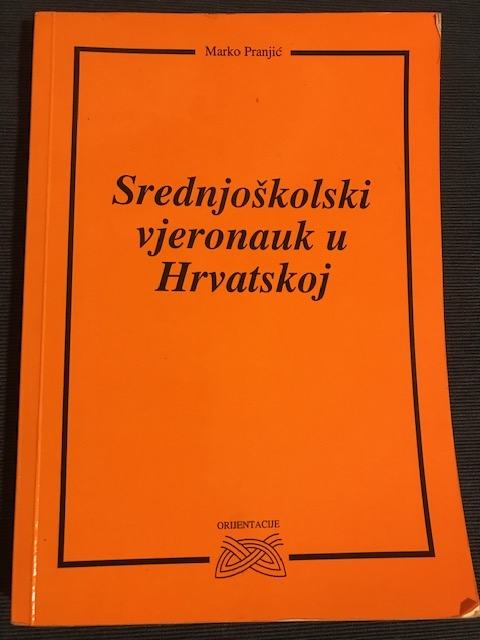 Marko Pranjić
Srednjoškolski
vjeronauk u
Hrvatskoj
ORIJENTACIJE